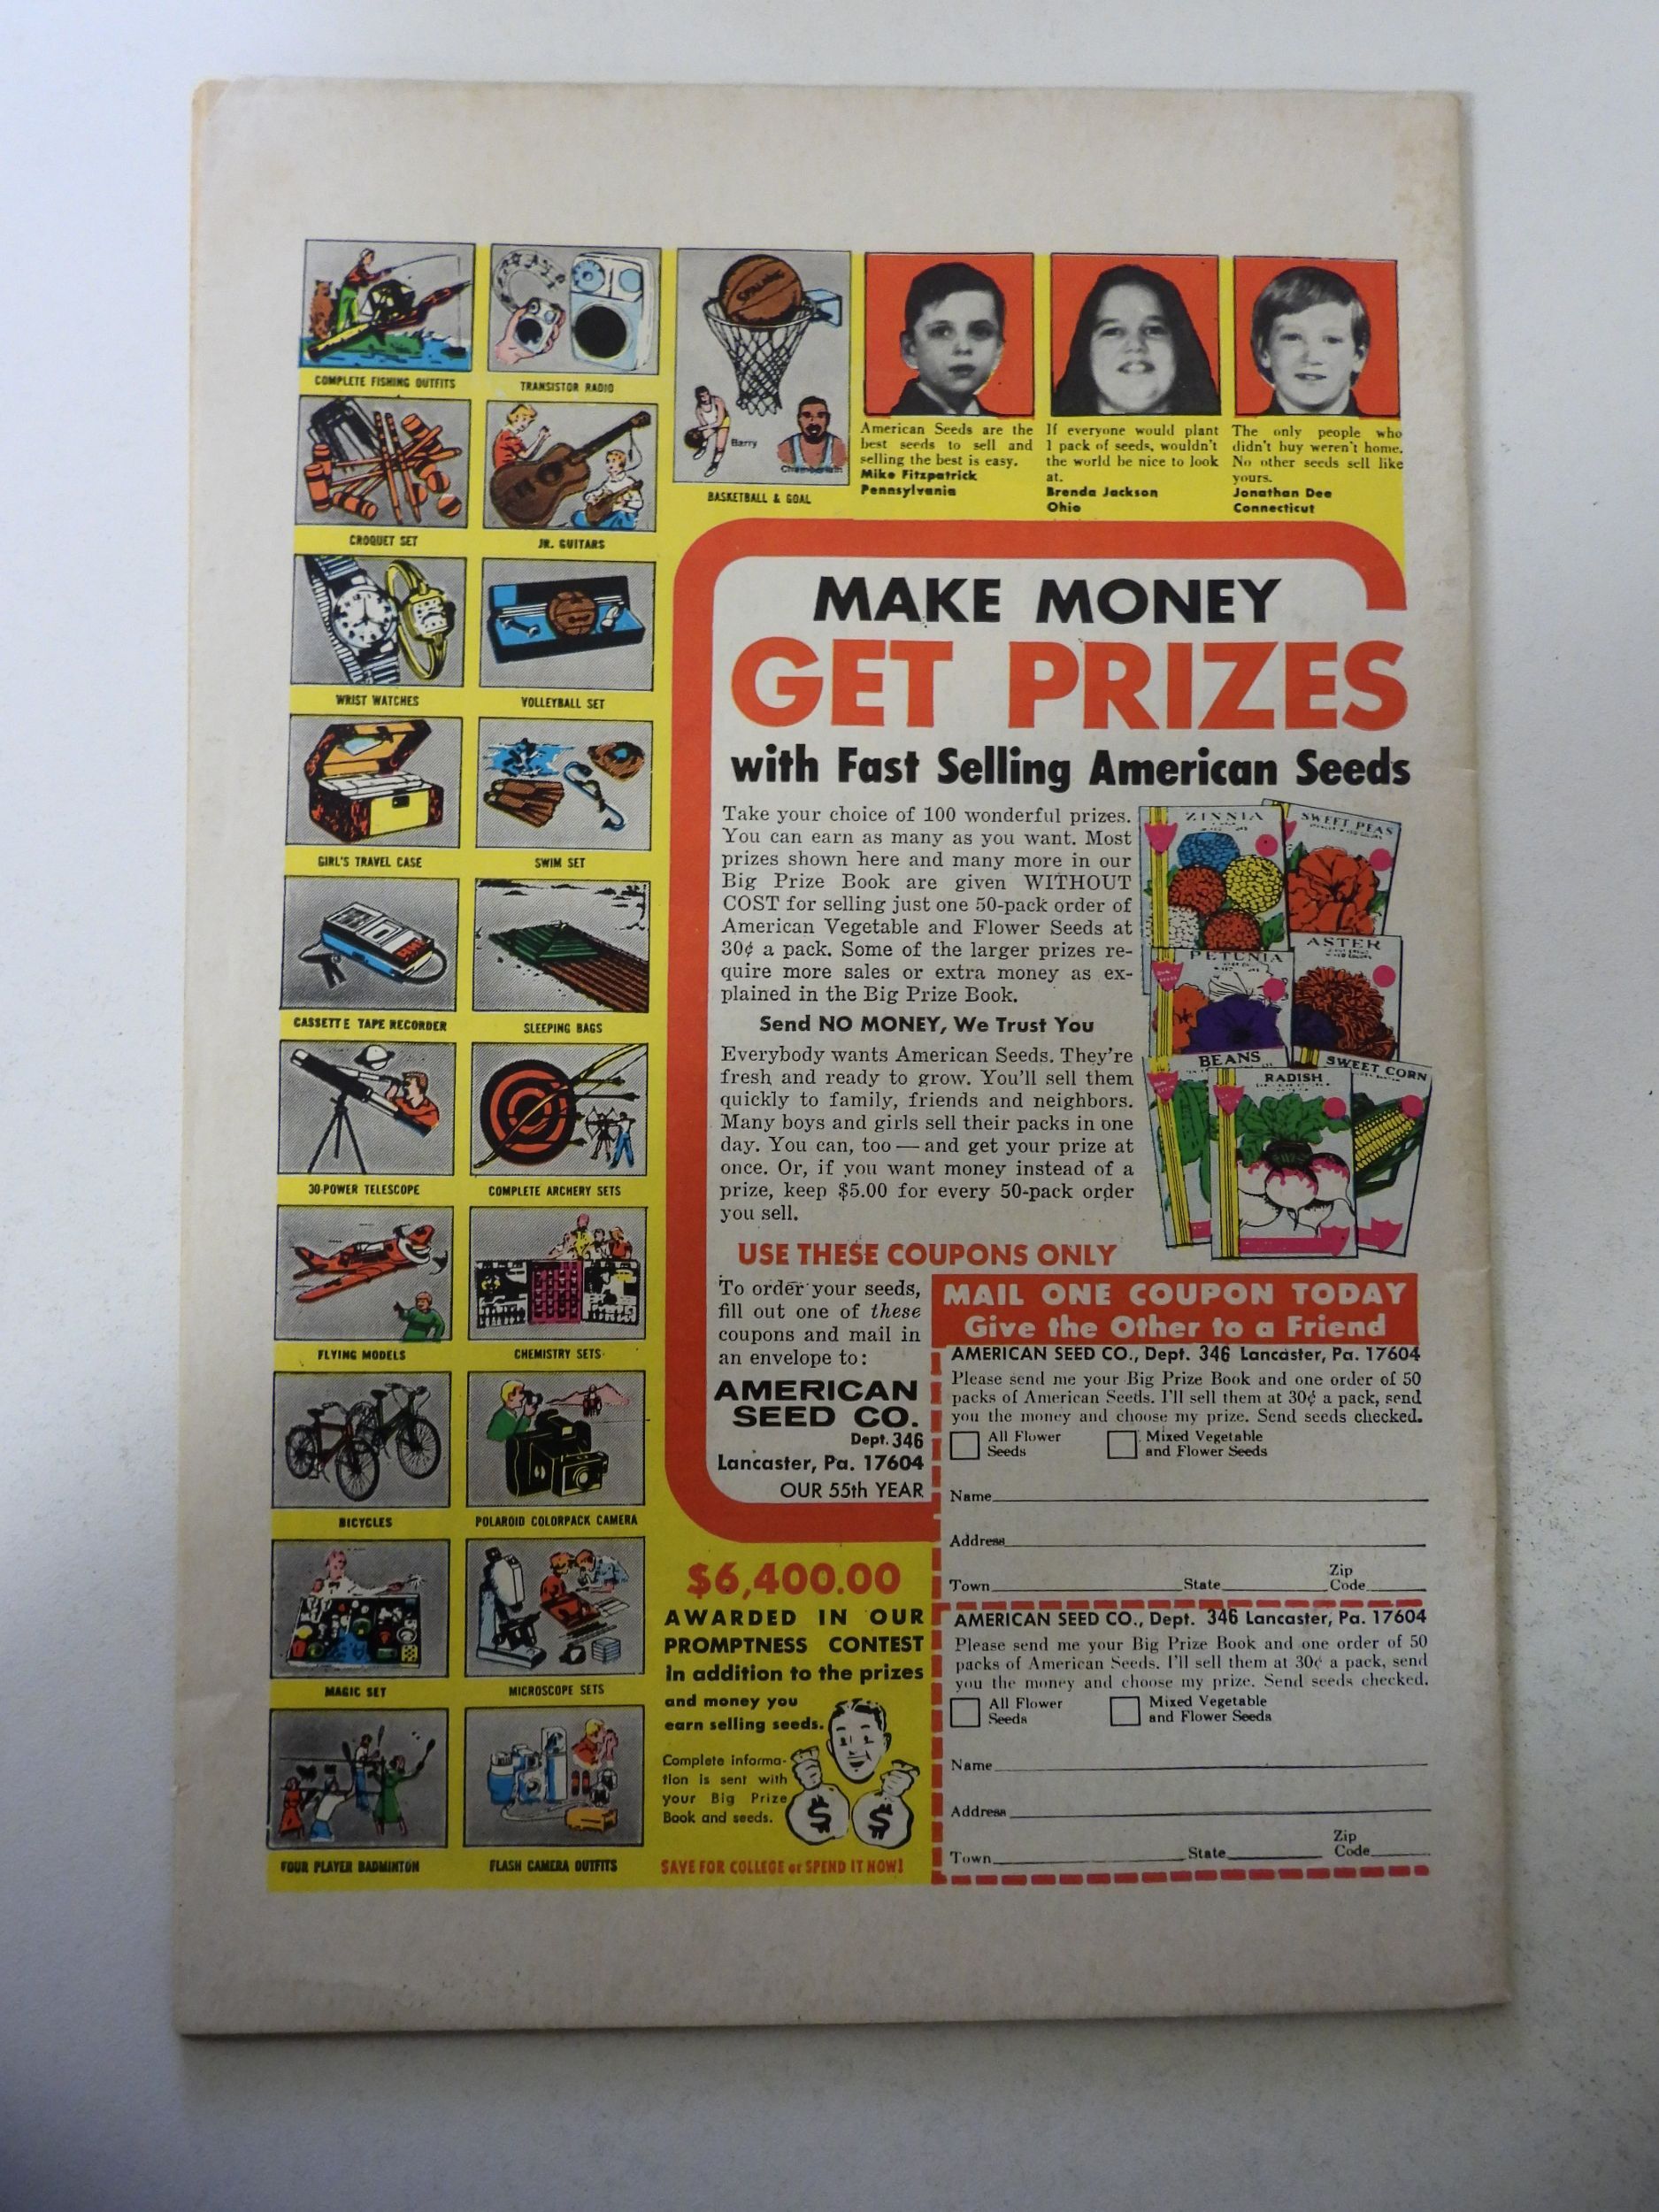 COMPLETE FISHING OUTFITS
TRANSISTOR RADIO
CROQUET SET
JR. GUITARS
WRIST WATCHES
VOLLEYBALL SET
GIRL'S TRAVEL CASE
SWIM SET
CASSETTE TAPE RECORDER
SLEEPING BAGS
30-POWER TELESCOPE
COMPLETE ARCHERY SETS
FLYING MODELS
CHEMISTRY SETS
BICYCLES
POLAROID COLORPACK CAMERA
MAGIC SET
MICROSCOPE SETS
FOUR PLAYER BADMINTON
FLASH CAMERA OUTFITS
SPALDING
Barry
Chamberlain
BASKETBALL & GOAL
American Seeds are the
best seeds to sell and
selling the best is easy.
Mike Fitzpatrick
Pennsylvania
If everyone would plant
1 pack of seeds, wouldn't
the world be nice to look
at.
Brenda Jackson
Ohio
The only people who
didn't buy weren't home.
No other seeds sell like
yours.
Jonathan Dee
Connecticut
MAKE MONEY
GET PRIZES
with Fast Selling American Seeds
Take your choice of 100 wonderful prizes.
You can earn as many as you want. Most
prizes shown here and many more in our
Big Prize Book are given WITHOUT
COST for selling just one 50-pack order of
American Vegetable and Flower Seeds at
30¢ a pack. Some of the larger prizes re-
quire more sales or extra money as ex-
plained in the Big Prize Book.
Send NO MONEY, We Trust You
Everybody wants American Seeds. They're
fresh and ready to grow. You'll sell them
quickly to family, friends and neighbors.
Many boys and girls sell their packs in one
day. You can, too — and get your prize at
once. Or, if you want money instead of a
prize, keep $5.00 for every 50-pack order
you sell.
ZINNIA
SWEET PEAS
PETUNIA
ASTER
BEANS
RADISH
SWEET CORN
USE THESE COUPONS ONLY
To order your seeds,
fill out one of these
coupons and mail in
an envelope to:
AMERICAN
SEED CO.
Dept. 346
Lancaster, Pa. 17604
OUR 55th YEAR
MAIL ONE COUPON TODAY
Give the Other to a Friend
AMERICAN SEED CO., Dept. 346 Lancaster, Pa. 17604
Please send me your Big Prize Book and one order of 50
packs of American Seeds. I'll sell them at 30¢ a pack, send
you the money and choose my prize. Send seeds checked.
All Flower
Seeds
Mixed Vegetable
and Flower Seeds
Name
Address
Town State Zip Code
AMERICAN SEED CO., Dept. 346 Lancaster, Pa. 17604
Please send me your Big Prize Book and one order of 50
packs of American Seeds. I'll sell them at 30¢ a pack, send
you the money and choose my prize. Send seeds checked.
All Flower
Seeds
Mixed Vegetable
and Flower Seeds
Name
Address
Town State Zip Code
$6,400.00
AWARDED IN OUR
PROMPTNESS CONTEST
in addition to the prizes
and money you
earn selling seeds.
Complete informa-
tion is sent with
your Big Prize
Book and seeds.
$ $
SAVE FOR COLLEGE or SPEND IT NOW!